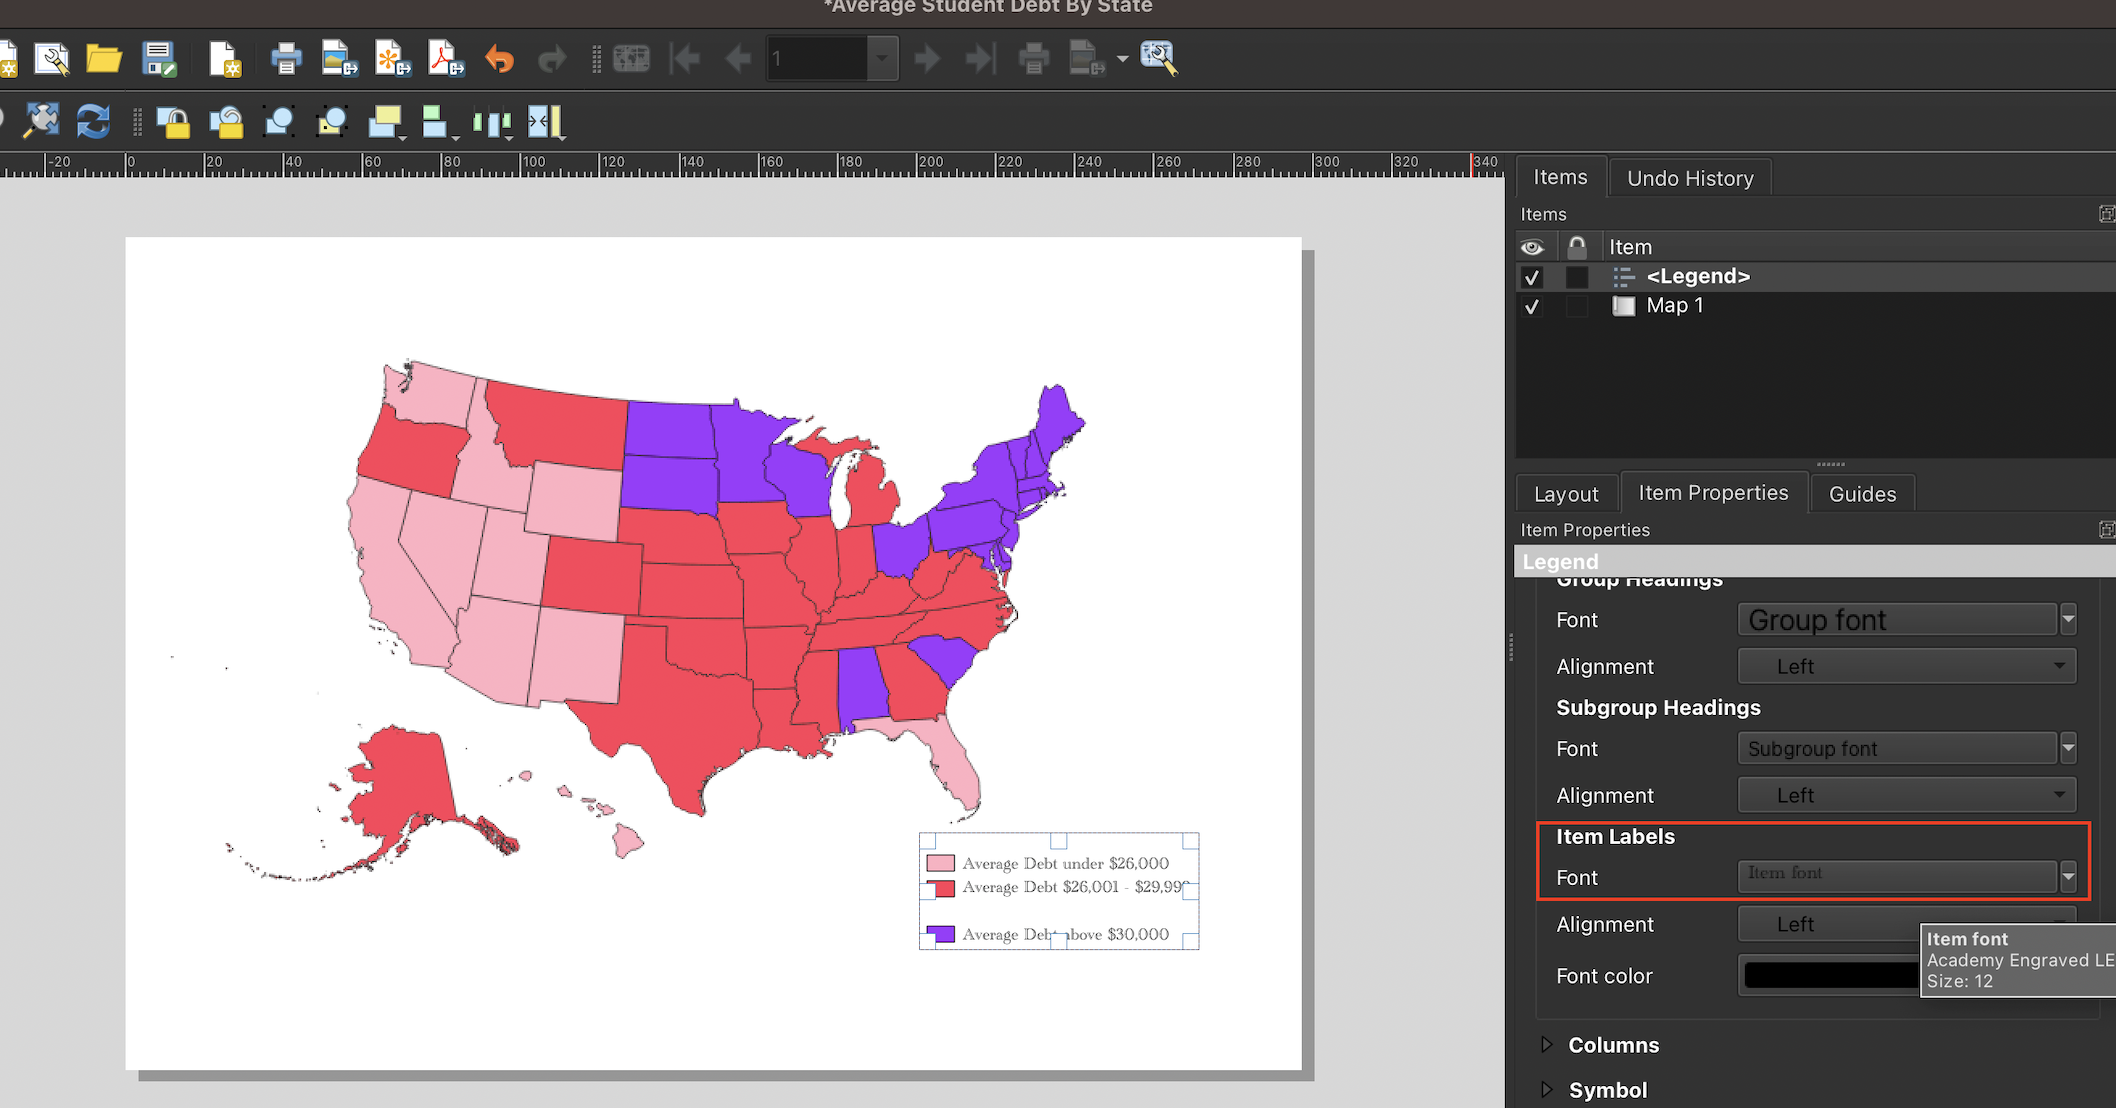 *Average Student Debt By State
1
-20 0 20 40 60 80 100 120 140 160 180 200 220 240 260 280 300 320 340
Items Undo History
Items
Item
<Legend>
Map 1
Layout Item Properties Guides
Item Properties
Legend
Group Headings
Font Group font
Alignment Left
Subgroup Headings
Font Subgroup font
Alignment Left
Item Labels
Font Item font
Alignment Left
Item font
Academy Engraved LE
Size: 12
Font color
Columns
Symbol
Average Debt under $26,000
Average Debt $26,001 - $29,999
Average Debt above $30,000